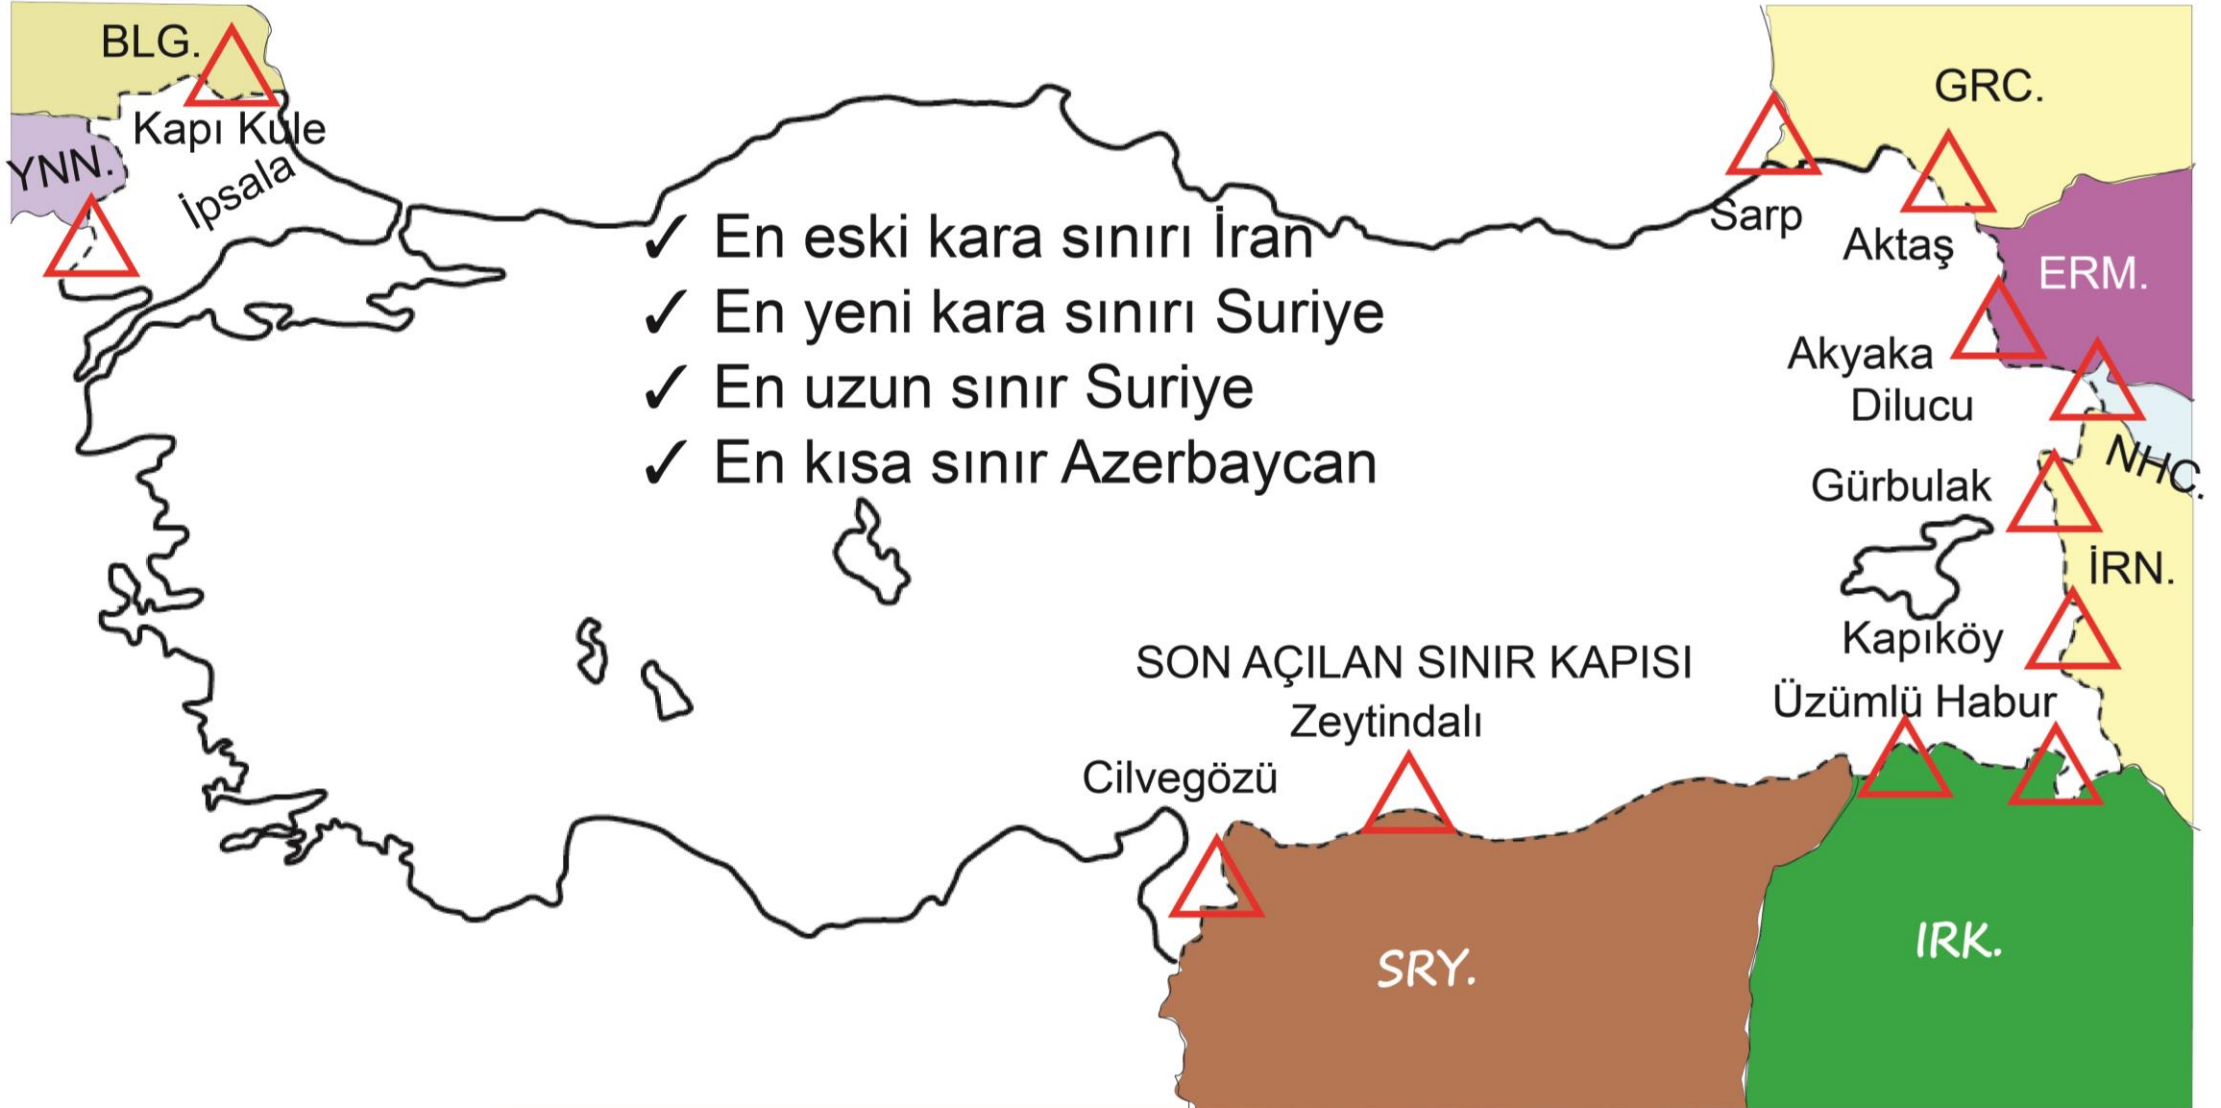 BLG.
GRC.
Kapı Kule
YNN.
İpsala
Sarp
Aktaş
✓ En eski kara sınırı İran
ERM.
✓ En yeni kara sınırı Suriye
Akyaka
✓ En uzun sınır Suriye
Dilucu
✓ En kısa sınır Azerbaycan
NHC.
Gürbulak
İRN.
Kapıköy
SON AÇILAN SINIR KAPISI
Zeytindalı
Üzümlü Habur
Cilvegözü
SRY.
IRK.